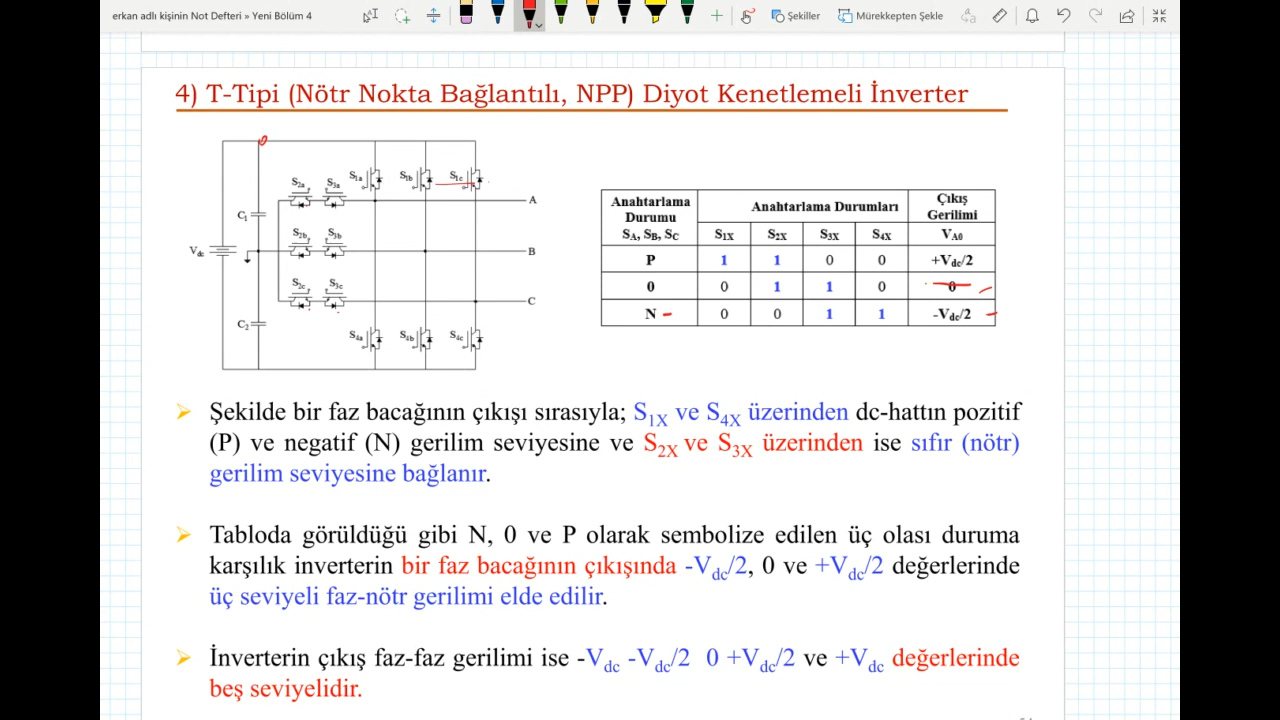 erkan adlı kişinin Not Defteri » Yeni Bölüm 4
Şekiller
Mürekkepten Şekle
4) T-Tipi (Nötr Nokta Bağlantılı, NPP) Diyot Kenetlemeli İnverter
S1a S1b S1c
S2a S3a
A
C1
S2b S3b
Vdc
B
S2c S3c
C
C2
S4a S4b S4c
Anahtarlama Durumu SA, SB, SC
Anahtarlama Durumları
Çıkış Gerilimi
S1X S2X S3X S4X VA0
P 1 1 0 0 +Vdc/2
0 0 1 1 0 0
N 0 0 1 1 -Vdc/2
Şekilde bir faz bacağının çıkışı sırasıyla; S1X ve S4X üzerinden dc-hattın pozitif
(P) ve negatif (N) gerilim seviyesine ve S2X ve S3X üzerinden ise sıfır (nötr)
gerilim seviyesine bağlanır.
Tabloda görüldüğü gibi N, 0 ve P olarak sembolize edilen üç olası duruma
karşılık inverterin bir faz bacağının çıkışında -Vdc/2, 0 ve +Vdc/2 değerlerinde
üç seviyeli faz-nötr gerilimi elde edilir.
İnverterin çıkış faz-faz gerilimi ise -Vdc -Vdc/2 0 +Vdc/2 ve +Vdc değerlerinde
beş seviyelidir.